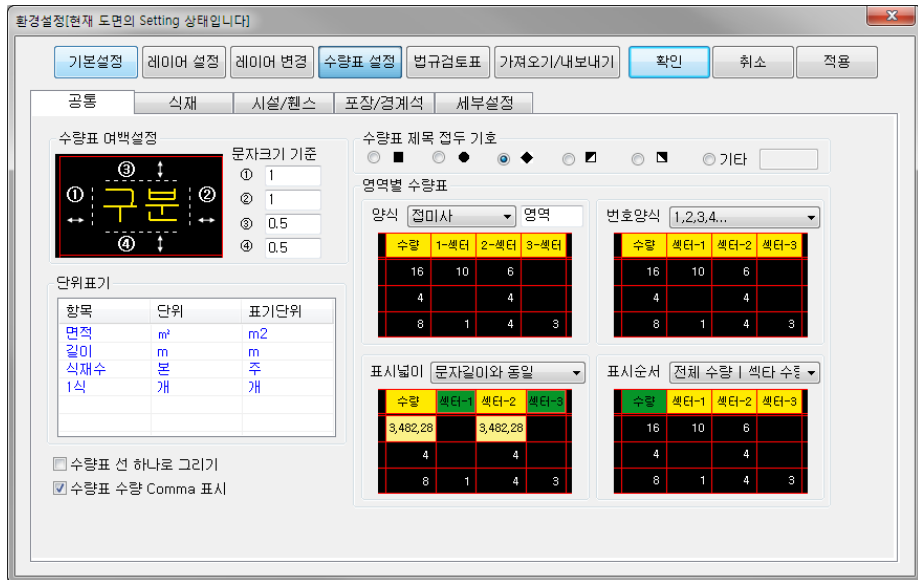 환경설정[현재 도면의 Setting 상태입니다]
기본설정 레이어 설정 레이어 변경 수량표 설정 법규검토표 가져오기/내보내기 확인 취소 적용
공통 식재 시설/휀스 포장/경계석 세부설정
수량표 여백설정
문자크기 기준
① ② ③ ④ 구분
① 1
② 1
③ 0.5
④ 0.5
단위표기
항목 단위 표기단위
면적 m² m2
길이 m m
식재수 본 주
1식 개 개
수량표 선 하나로 그리기
수량표 수량 Comma 표시
수량표 제목 접두 기호
■ ● ◆ ◩ ⬔ 기타
영역별 수량표
양식 접미사 영역
수량 1-섹터 2-섹터 3-섹터
16 10 6
4 4
8 1 4 3
번호양식 1,2,3,4...
수량 섹터-1 섹터-2 섹터-3
16 10 6
4 4
8 1 4 3
표시넓이 문자길이와 동일
수량 섹터-1 섹터-2 섹터-3
3,482,28 3,482,28
4 4
8 1 4 3
표시순서 전체 수량 | 섹타 수량
수량 섹터-1 섹터-2 섹터-3
16 10 6
4 4
8 1 4 3